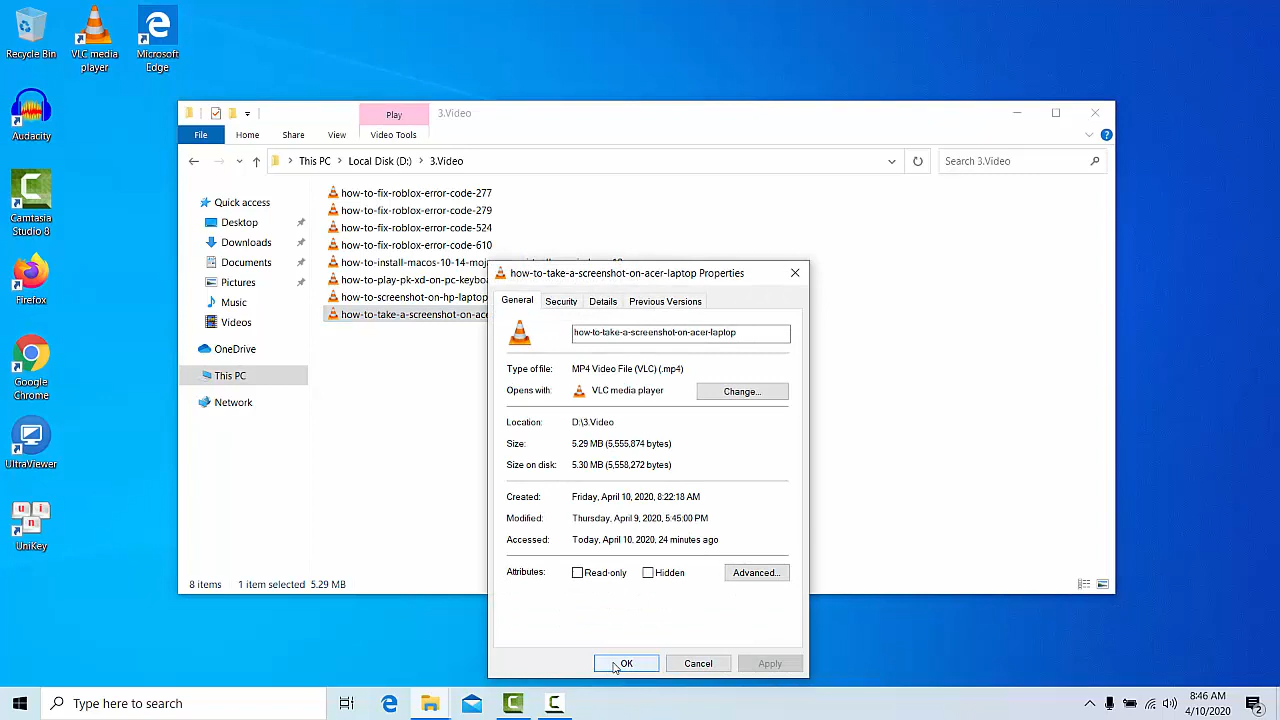 Recycle Bin
VLC media
player
Microsoft
Edge
Audacity
Camtasia
Studio 8
Firefox
Google
Chrome
UltraViewer
UniKey
Play
3.Video
File
Home
Share
View
Video Tools
This PC
Local Disk (D:)
3.Video
Search 3.Video
Quick access
Desktop
Downloads
Documents
Pictures
Music
Videos
OneDrive
This PC
Network
how-to-fix-roblox-error-code-277
how-to-fix-roblox-error-code-279
how-to-fix-roblox-error-code-524
how-to-fix-roblox-error-code-610
how-to-install-macos-10-14-moj
how-to-play-pk-xd-on-pc-keybo
how-to-screenshot-on-hp-laptop
how-to-take-a-screenshot-on-ace
8 items
1 item selected
5.29 MB
how-to-take-a-screenshot-on-acer-laptop Properties
General
Security
Details
Previous Versions
how-to-take-a-screenshot-on-acer-laptop
Type of file:
MP4 Video File (VLC) (.mp4)
Opens with:
VLC media player
Change...
Location:
D:\3.Video
Size:
5.29 MB (5,555,874 bytes)
Size on disk:
5.30 MB (5,558,272 bytes)
Created:
Friday, April 10, 2020, 8:22:18 AM
Modified:
Thursday, April 9, 2020, 5:45:00 PM
Accessed:
Today, April 10, 2020, 24 minutes ago
Attributes:
Read-only
Hidden
Advanced...
OK
Cancel
Apply
Type here to search
8:46 AM
4/10/2020
2